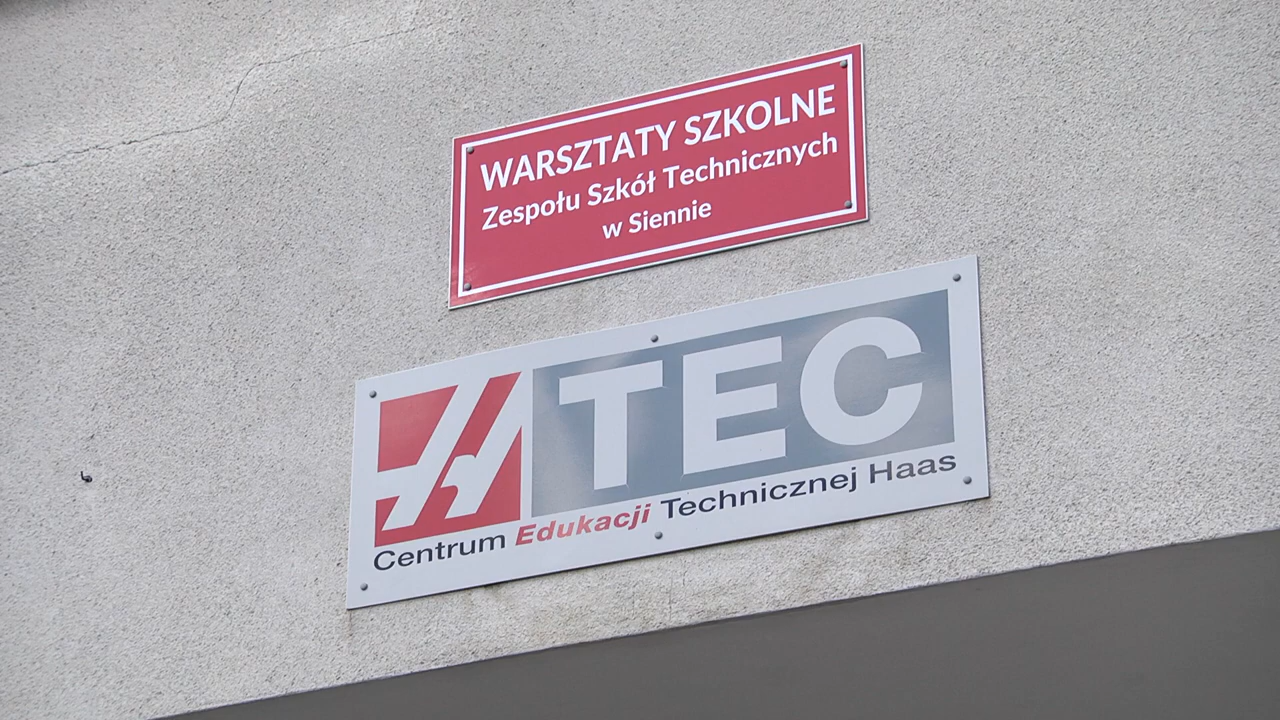 WARSZTATY SZKOLNE
Zespołu Szkół Technicznych
w Siennie
TEC
Centrum Edukacji Technicznej Haas